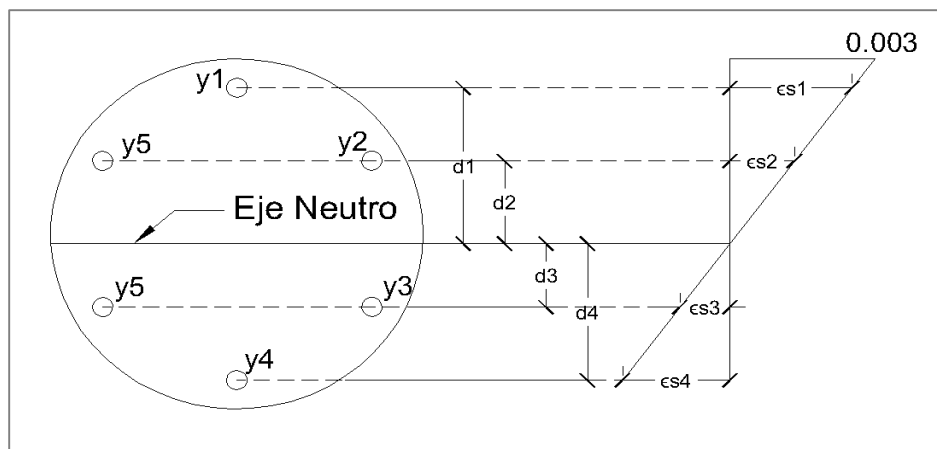 0.003
y1
ϵs1
y5
y2
ϵs2
d1
d2
Eje Neutro
d3
y5
y3
d4
ϵs3
y4
ϵs4